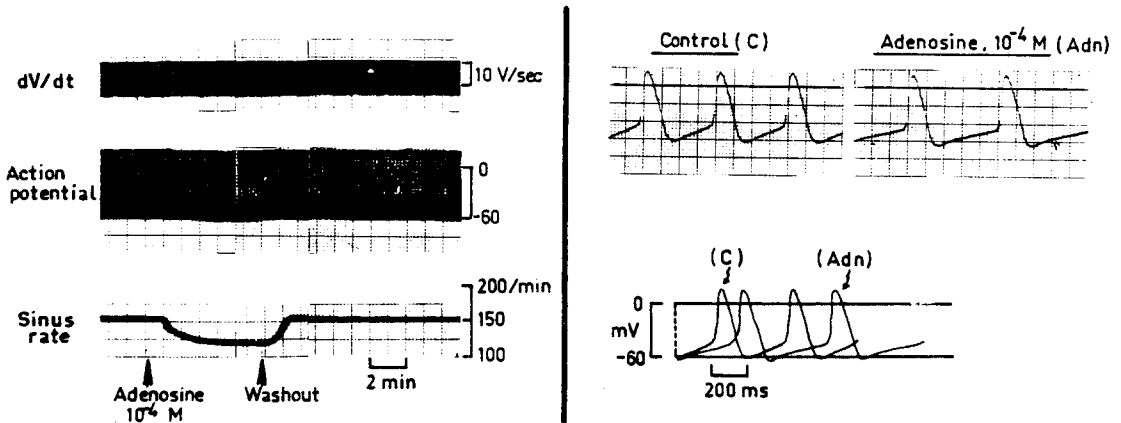 dV/dt
10 V/sec
Action
potential
0
-60
Sinus
rate
200/min
150
100
2 min
Adenosine
10⁻⁴ M
Washout
Control (C)
Adenosine, 10⁻⁴ M (Adn)
(C)
(Adn)
0
mV
-60
200 ms